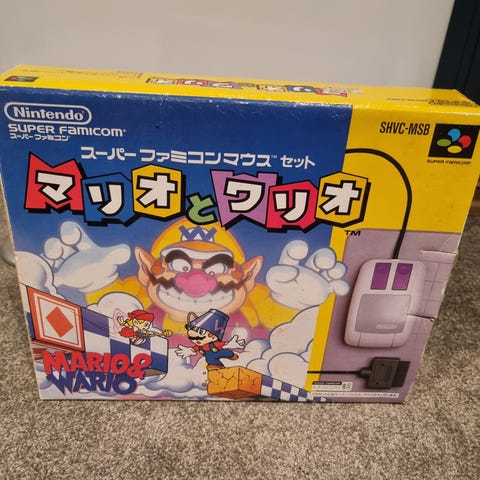 Nintendo
SUPER FAMICOM
スーパーファミコン
SHVC-MSB
SUPER FAMICOM
スーパーファミコンマウス™セット
マリオとワリオ
TM
MARIO&
WARIO